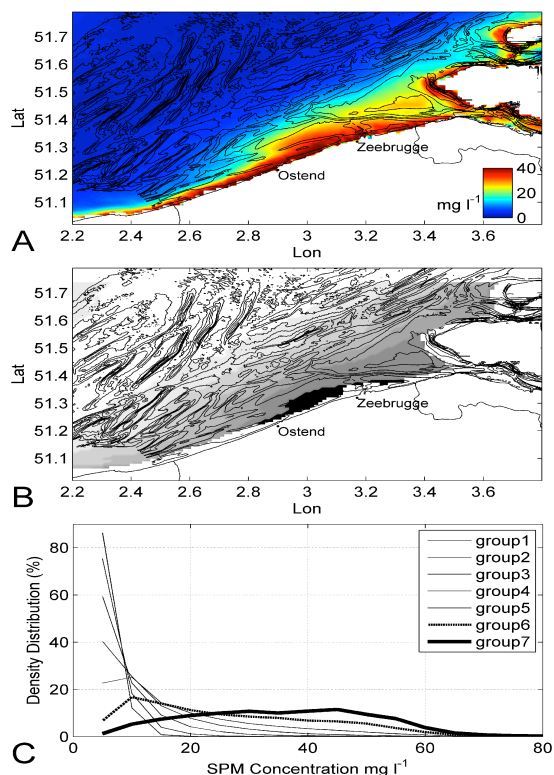 51.7
51.6
51.5
51.4
51.3
51.2
51.1
Lat
Zeebrugge
Ostend
40
20
0
mg l⁻¹
A
2.2 2.4 2.6 2.8 3 3.2 3.4 3.6
Lon
51.7
51.6
51.5
51.4
51.3
51.2
51.1
Lat
Zeebrugge
Ostend
B
2.2 2.4 2.6 2.8 3 3.2 3.4 3.6
Lon
80
60
40
20
0
Density Distribution (%)
group1
group2
group3
group4
group5
group6
group7
C
0 20 40 60 80
SPM Concentration mg l⁻¹